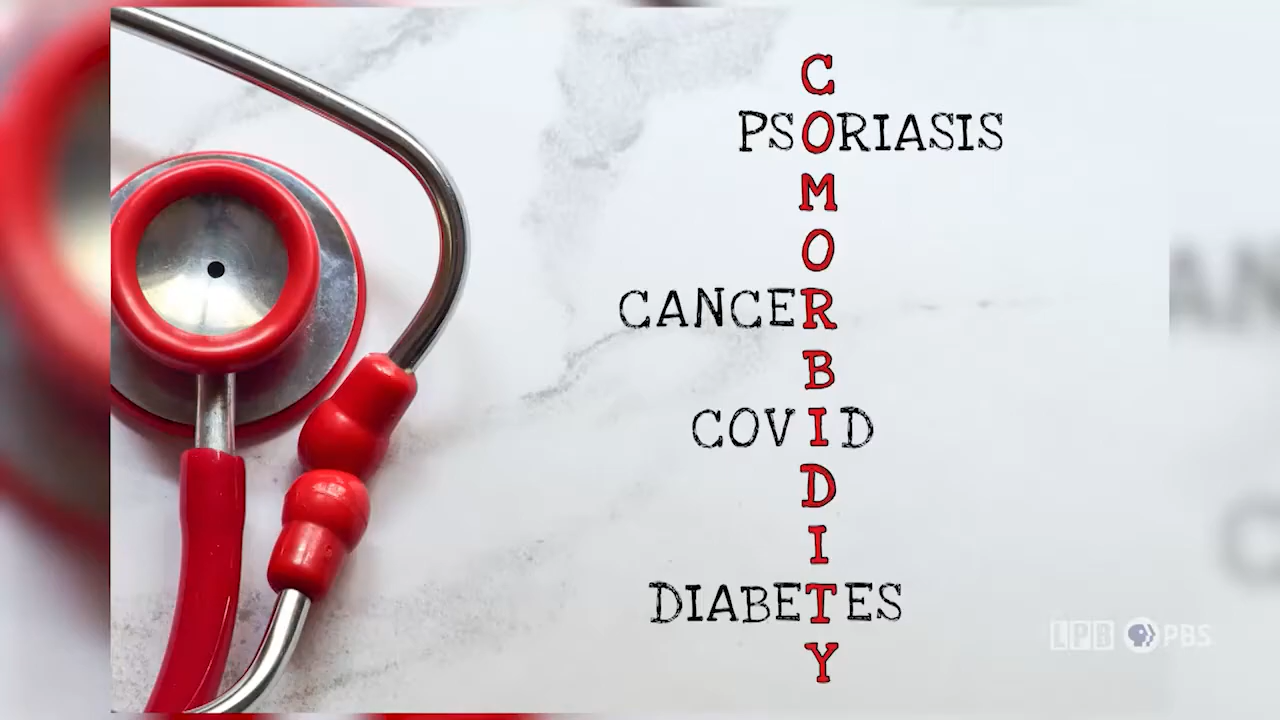 C
PSORIASIS
M
O
CANCER
B
COVID
D
I
DIABETES
Y
LPB PBS